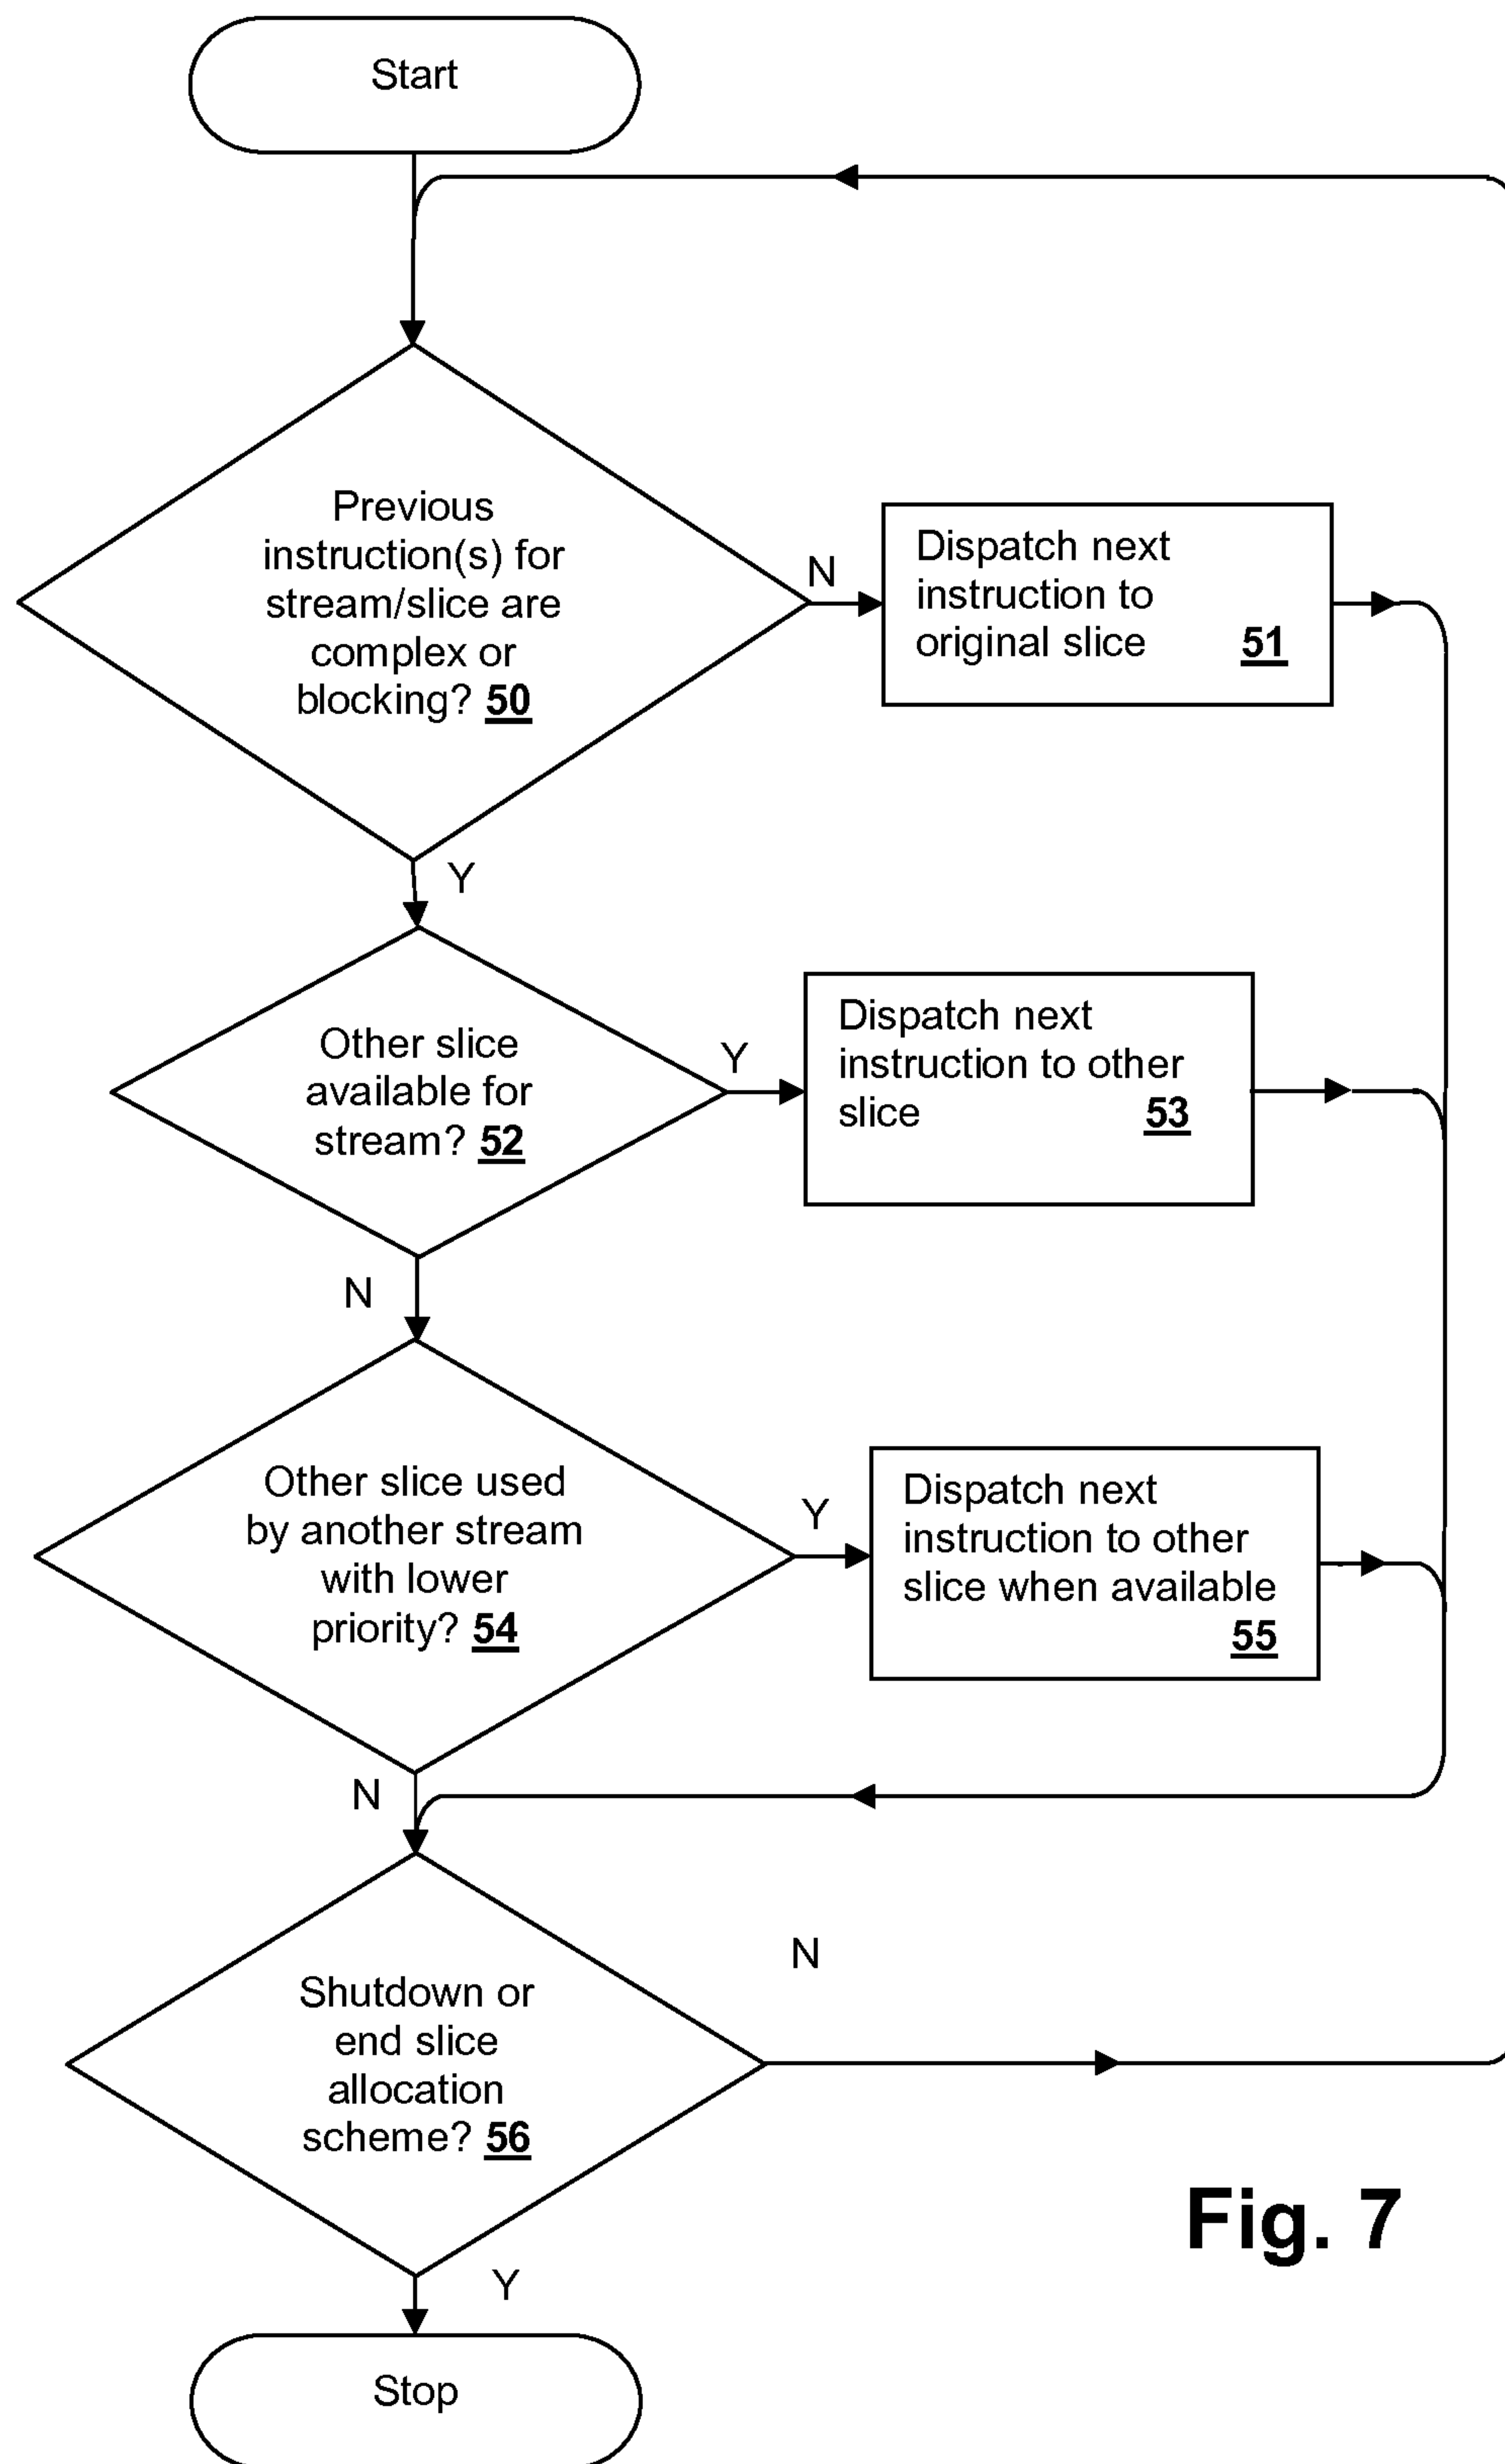 Start
Previous
instruction(s) for
stream/slice are
complex or
blocking? 50
N
Dispatch next
instruction to
original slice 51
Y
Other slice
available for
stream? 52
Y
Dispatch next
instruction to other
slice 53
N
Other slice used
by another stream
with lower
priority? 54
Y
Dispatch next
instruction to other
slice when available
55
N
Shutdown or
end slice
allocation
scheme? 56
N
Y
Stop
Fig. 7